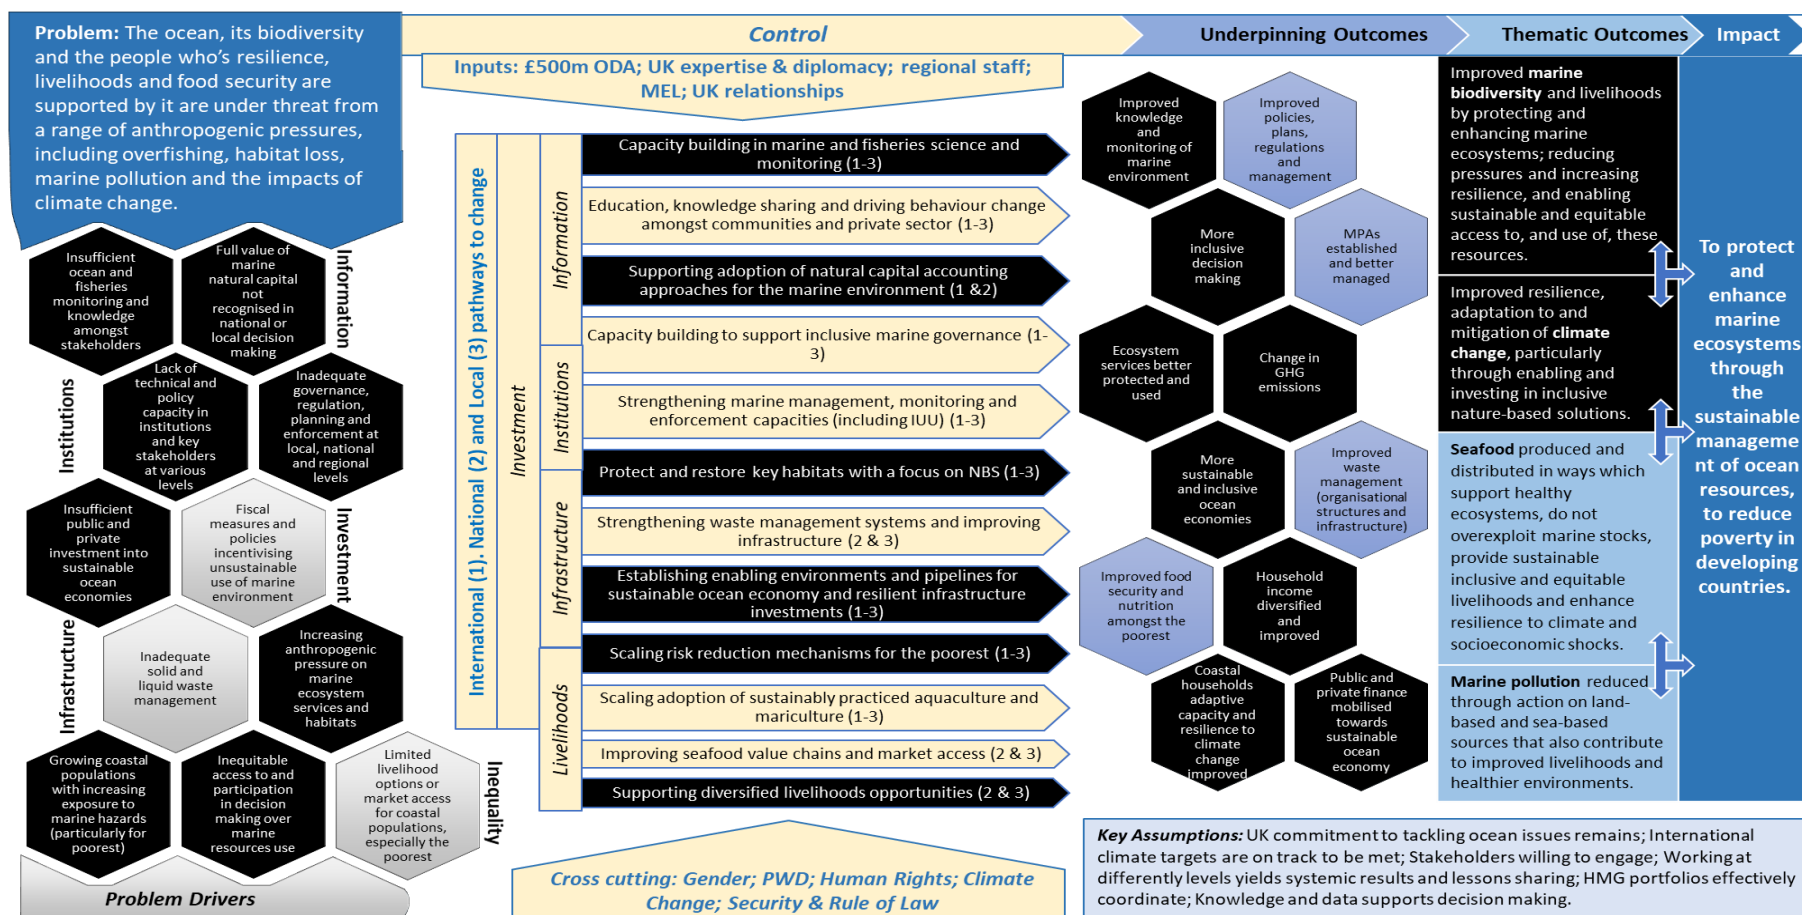 Problem: The ocean, its biodiversity
and the people who's resilience,
livelihoods and food security are
supported by it are under threat from
a range of anthropogenic pressures,
including overfishing, habitat loss,
marine pollution and the impacts of
climate change.
Insufficient
ocean and
fisheries
monitoring and
knowledge
amongst
stakeholders
Full value of
marine
natural capital
not
recognised in
national or
local decision
making
Information
Institutions
Lack of
technical and
policy
capacity in
institutions
and key
stakeholders
at various
levels
Inadequate
governance,
regulation,
planning and
enforcement at
local, national
and regional
levels
Insufficient
public and
private
investment into
sustainable
ocean
economies
Fiscal
measures and
policies
incentivising
unsustainable
use of marine
environment
Investment
Infrastructure
Inadequate
solid and
liquid waste
management
Increasing
anthropogenic
pressure on
marine
ecosystem
services and
habitats
Growing coastal
populations
with increasing
exposure to
marine hazards
(particularly for
poorest)
Inequitable
access to and
participation
in decision
making over
marine
resources use
Limited
livelihood
options or
market access
for coastal
populations,
especially the
poorest
Inequality
Problem Drivers
Control
Inputs: £500m ODA; UK expertise & diplomacy; regional staff;
MEL; UK relationships
International (1). National (2) and Local (3) pathways to change
Investment
Information
Institutions
Infrastructure
Livelihoods
Capacity building in marine and fisheries science and
monitoring (1-3)
Education, knowledge sharing and driving behaviour change
amongst communities and private sector (1-3)
Supporting adoption of natural capital accounting
approaches for the marine environment (1 &2)
Capacity building to support inclusive marine governance (1-
3)
Strengthening marine management, monitoring and
enforcement capacities (including IUU) (1-3)
Protect and restore key habitats with a focus on NBS (1-3)
Strengthening waste management systems and improving
infrastructure (2 & 3)
Establishing enabling environments and pipelines for
sustainable ocean economy and resilient infrastructure
investments (1-3)
Scaling risk reduction mechanisms for the poorest (1-3)
Scaling adoption of sustainably practiced aquaculture and
mariculture (1-3)
Improving seafood value chains and market access (2 & 3)
Supporting diversified livelihoods opportunities (2 & 3)
Cross cutting: Gender; PWD; Human Rights; Climate
Change; Security & Rule of Law
Underpinning Outcomes
Improved
knowledge
and
monitoring of
marine
environment
Improved
policies,
plans,
regulations
and
management
More
inclusive
decision
making
MPAs
established
and better
managed
Ecosystem
services better
protected and
used
Change in
GHG
emissions
More
sustainable
and inclusive
ocean
economies
Improved
waste
management
(organisational
structures and
infrastructure)
Improved food
security and
nutrition
amongst the
poorest
Household
income
diversified
and
improved
Coastal
households
adaptive
capacity and
resilience to
climate
change
improved
Public and
private finance
mobilised
towards
sustainable
ocean
economy
Thematic Outcomes
Improved marine
biodiversity and livelihoods
by protecting and
enhancing marine
ecosystems; reducing
pressures and increasing
resilience, and enabling
sustainable and equitable
access to, and use of, these
resources.
Improved resilience,
adaptation to and
mitigation of climate
change, particularly
through enabling and
investing in inclusive
nature-based solutions.
Seafood produced and
distributed in ways which
support healthy
ecosystems, do not
overexploit marine stocks,
provide sustainable
inclusive and equitable
livelihoods and enhance
resilience to climate and
socioeconomic shocks.
Marine pollution reduced
through action on land-
based and sea-based
sources that also contribute
to improved livelihoods and
healthier environments.
Impact
To protect
and
enhance
marine
ecosystems
through
the
sustainable
manageme
nt of ocean
resources,
to reduce
poverty in
developing
countries.
Key Assumptions: UK commitment to tackling ocean issues remains; International
climate targets are on track to be met; Stakeholders willing to engage; Working at
differently levels yields systemic results and lessons sharing; HMG portfolios effectively
coordinate; Knowledge and data supports decision making.